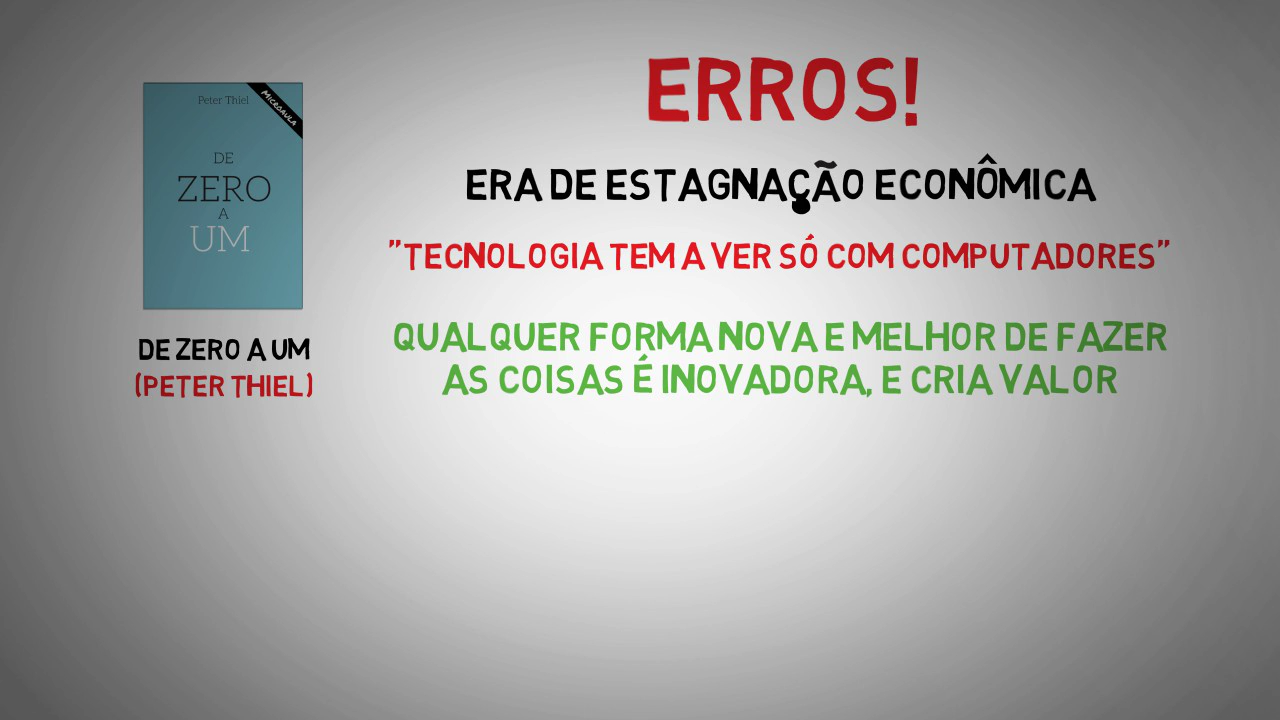 Peter Thiel
MICROAULA
DE
ZERO
A
UM
DE ZERO A UM
(PETER THIEL)
ERROS!
ERA DE ESTAGNAÇÃO ECONÔMICA
"TECNOLOGIA TEM A VER SÓ COM COMPUTADORES"
QUALQUER FORMA NOVA E MELHOR DE FAZER
AS COISAS É INOVADORA, E CRIA VALOR